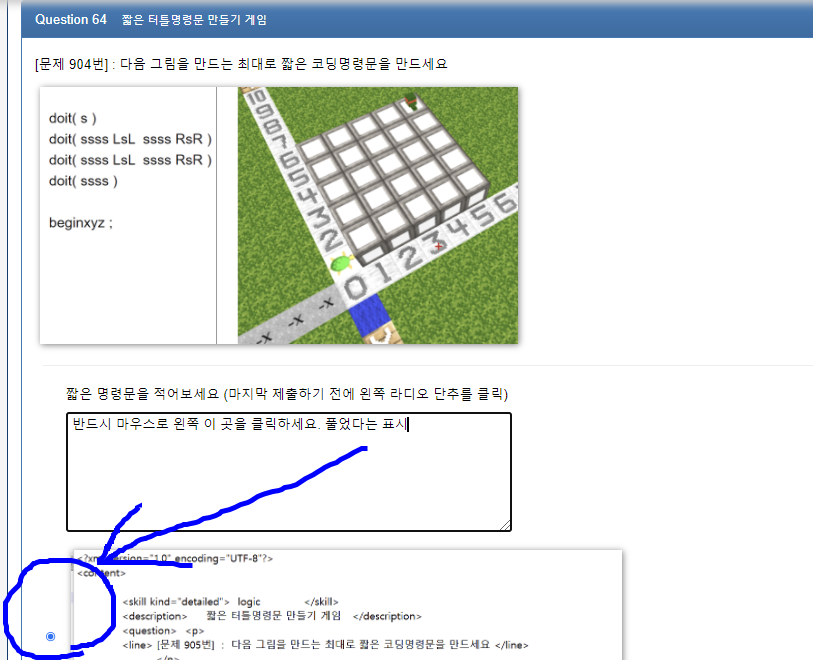 Question 64 짧은 터틀명령문 만들기 게임
[문제 904번] : 다음 그림을 만드는 최대로 짧은 코딩명령문을 만드세요
doit( s )
doit( ssss LsL ssss RsR )
doit( ssss LsL ssss RsR )
doit( ssss )
beginxyz ;
10
9
8
7
6
5
4
3
2
0 1 2 3 4 5 6
-x -x -x
짧은 명령문을 적어보세요 (마지막 제출하기 전에 왼쪽 라디오 단추를 클릭)
반드시 마우스로 왼쪽 이 곳을 클릭하세요. 풀었다는 표시
<?xml version="1.0" encoding="UTF-8"?>
<content>
<skill kind="detailed"> logic </skill>
<description> 짧은 터틀명령문 만들기 게임 </description>
<question> <p>
<line> [문제 905번] : 다음 그림을 만드는 최대로 짧은 코딩명령문을 만드세요 </line>